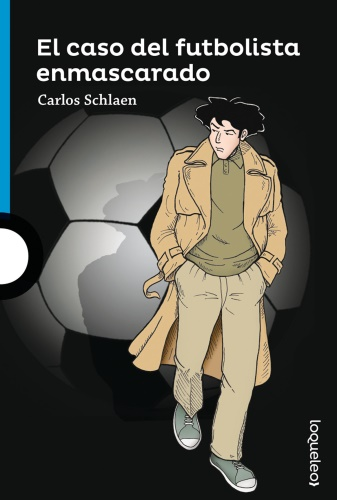 El caso del futbolista
enmascarado
Carlos Schlaen
loqueleo